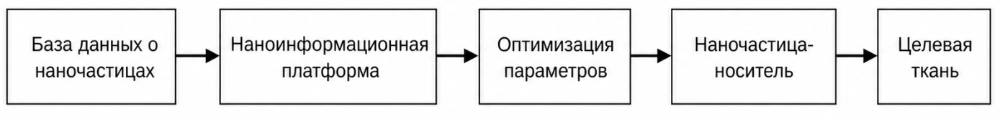 База данных о
наночастицах
Наноинформационная
платформа
Оптимизация
параметров
Наночастица-
носитель
Целевая
ткань